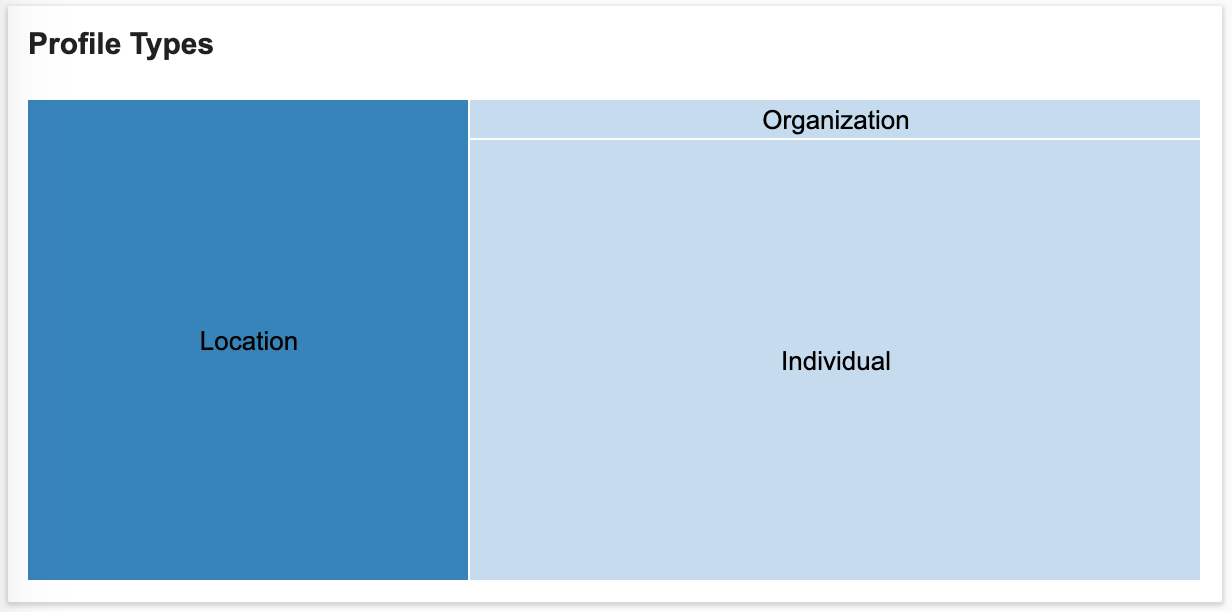 Profile Types
Organization
Location
Individual